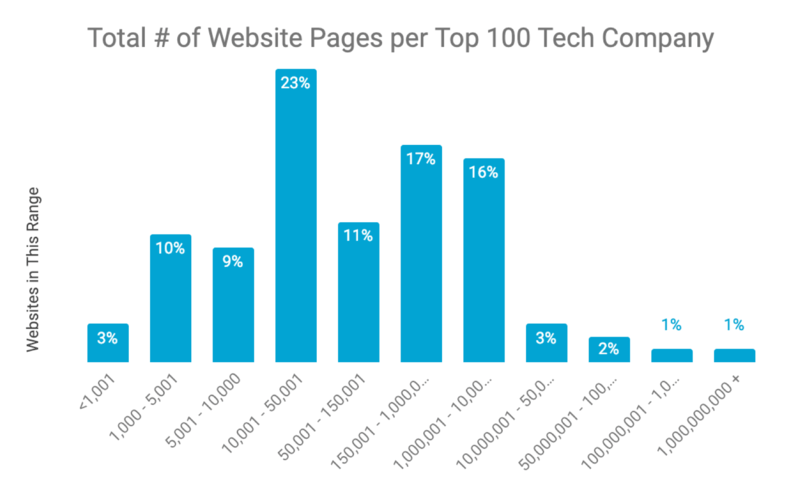 Total # of Website Pages per Top 100 Tech Company
Websites in This Range
3%
10%
9%
23%
11%
17%
16%
3%
2%
1%
1%
<1,001
1,000 - 5,001
5,001 - 10,000
10,001 - 50,001
50,001 - 150,001
150,001 - 1,000,0...
1,000,001 - 10,00...
10,000,001 - 50,0...
50,000,001 - 100,...
100,000,001 - 1,0...
1,000,000,000 +